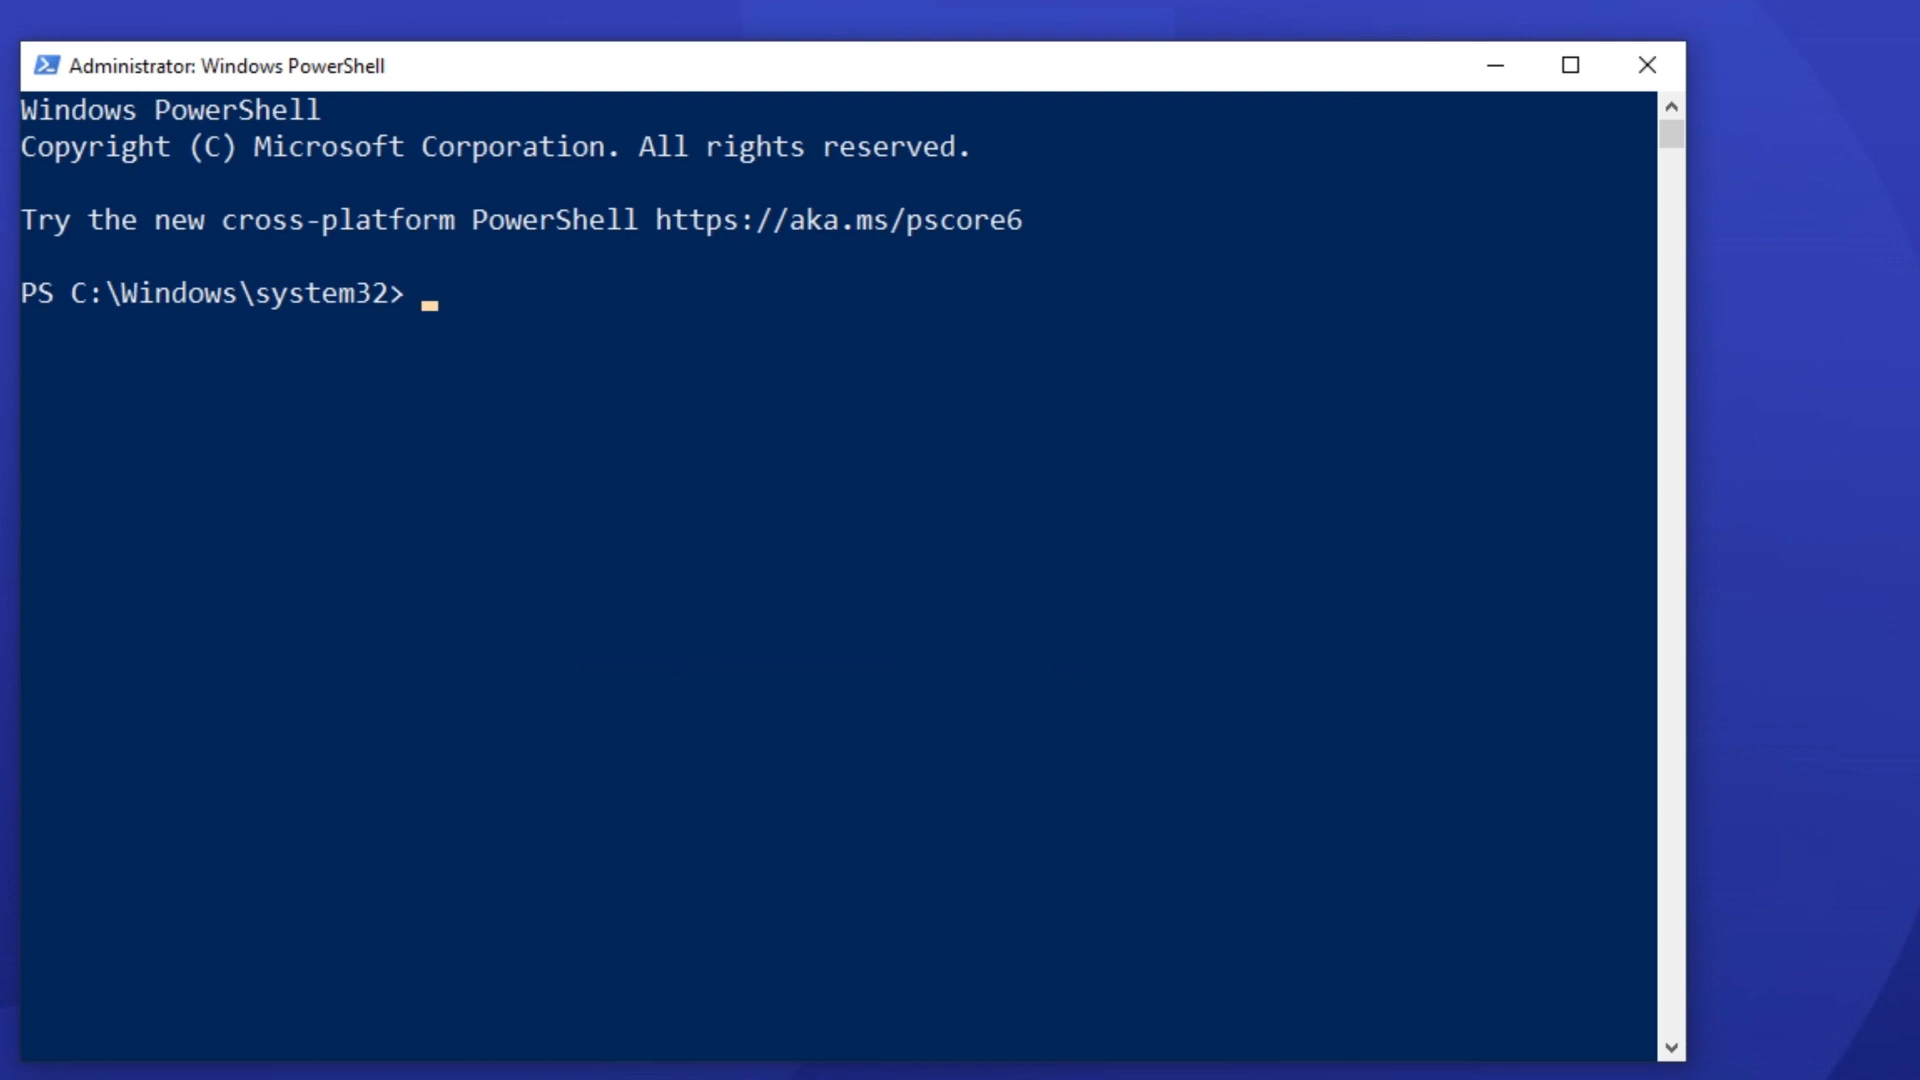 Administrator: Windows PowerShell
Windows PowerShell
Copyright (C) Microsoft Corporation. All rights reserved.
Try the new cross-platform PowerShell https://aka.ms/pscore6
PS C:\Windows\system32>